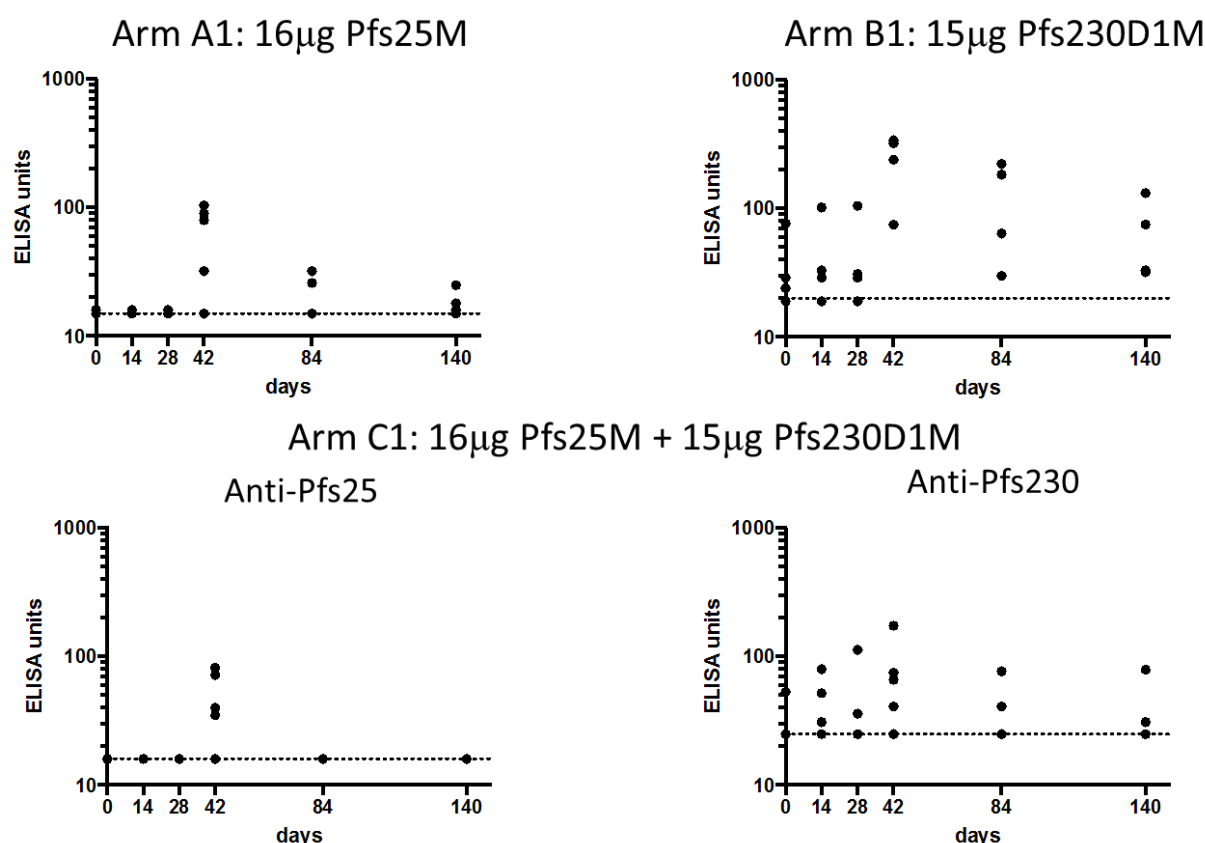 Arm A1: 16μg Pfs25M
Arm B1: 15μg Pfs230D1M
1000
100
10
ELISA units
0 14 28 42 84 140
days
1000
100
10
ELISA units
0 14 28 42 84 140
days
Arm C1: 16μg Pfs25M + 15μg Pfs230D1M
Anti-Pfs25
Anti-Pfs230
1000
100
10
ELISA units
0 14 28 42 84 140
days
1000
100
10
ELISA units
0 14 28 42 84 140
days